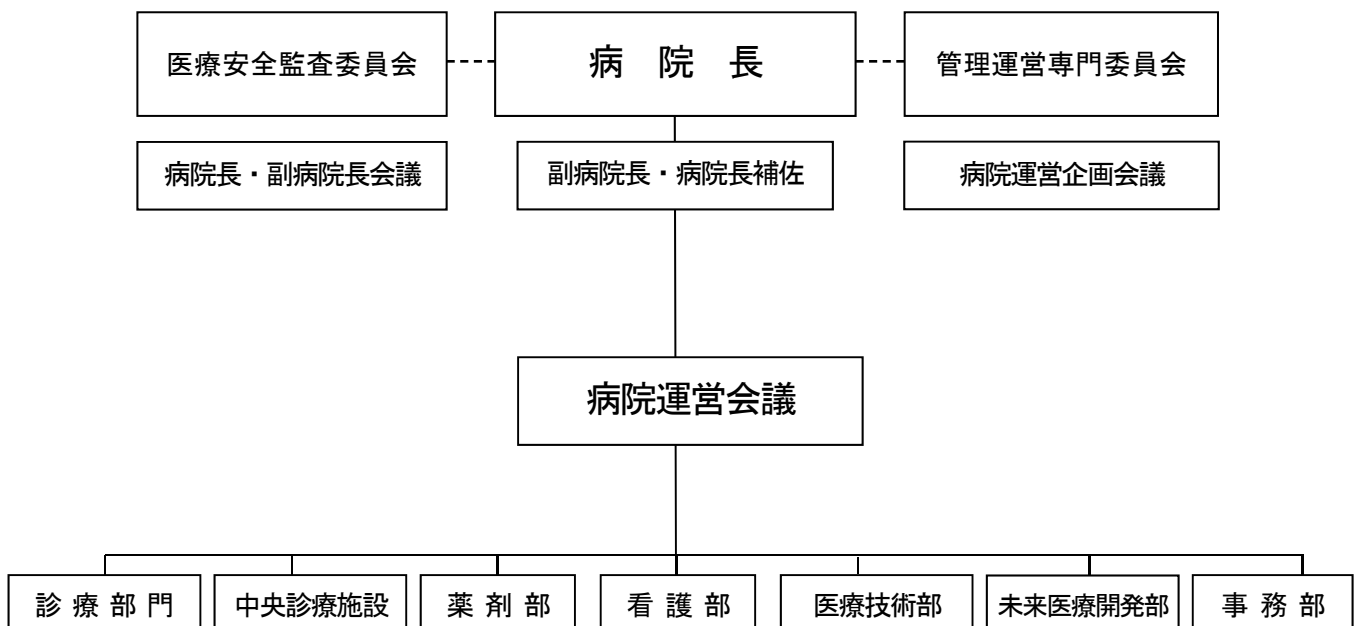 医療安全監査委員会
病院長
管理運営専門委員会
病院長・副病院長会議
副病院長・病院長補佐
病院運営企画会議
病院運営会議
診療部門
中央診療施設
薬剤部
看護部
医療技術部
未来医療開発部
事務部